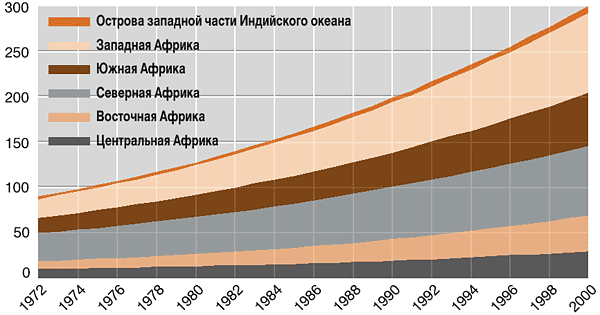 300
250
200
150
100
50
0
Острова западной части Индийского океана
Западная Африка
Южная Африка
Северная Африка
Восточная Африка
Центральная Африка
1972 1974 1976 1978 1980 1982 1984 1986 1988 1990 1992 1994 1996 1998 2000